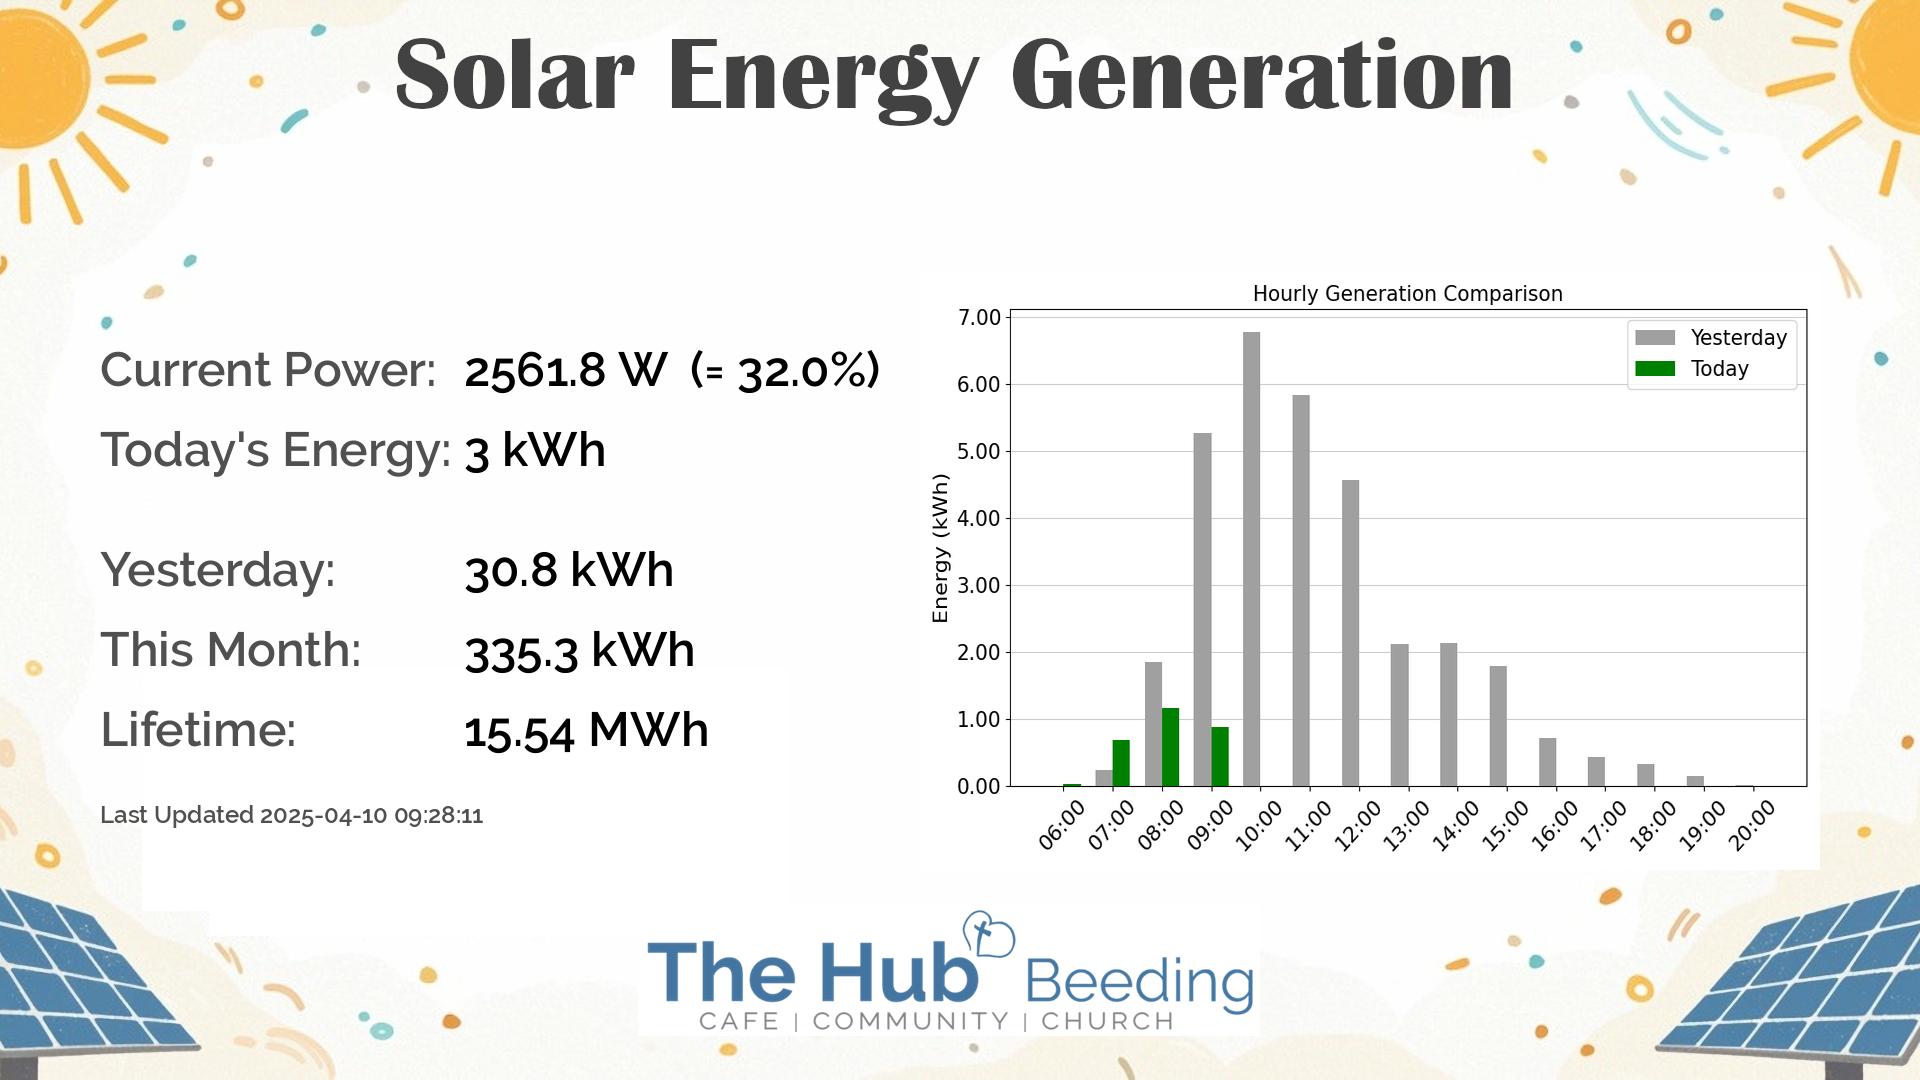 Solar Energy Generation
Current Power: 2561.8 W (= 32.0%)
Today's Energy: 3 kWh
Yesterday: 30.8 kWh
This Month: 335.3 kWh
Lifetime: 15.54 MWh
Last Updated 2025-04-10 09:28:11
Hourly Generation Comparison
Yesterday
Today
Energy (kWh)
7.00
6.00
5.00
4.00
3.00
2.00
1.00
0.00
06:00 07:00 08:00 09:00 10:00 11:00 12:00 13:00 14:00 15:00 16:00 17:00 18:00 19:00 20:00
The Hub Beeding
CAFE | COMMUNITY | CHURCH